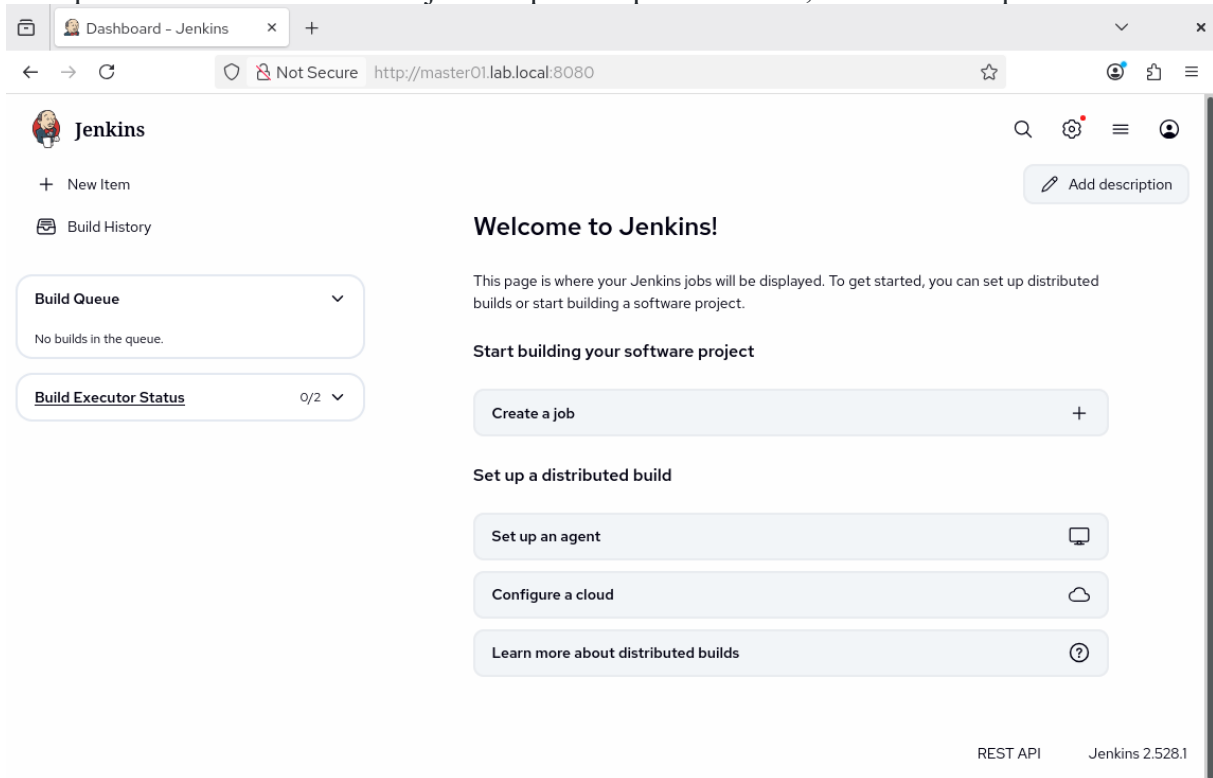 Dashboard - Jenkins
Not Secure http://master01.lab.local:8080
Jenkins
New Item
Add description
Build History
Welcome to Jenkins!
This page is where your Jenkins jobs will be displayed. To get started, you can set up distributed
builds or start building a software project.
Build Queue
No builds in the queue.
Start building your software project
Build Executor Status 0/2
Create a job
Set up a distributed build
Set up an agent
Configure a cloud
Learn more about distributed builds
REST API Jenkins 2.528.1